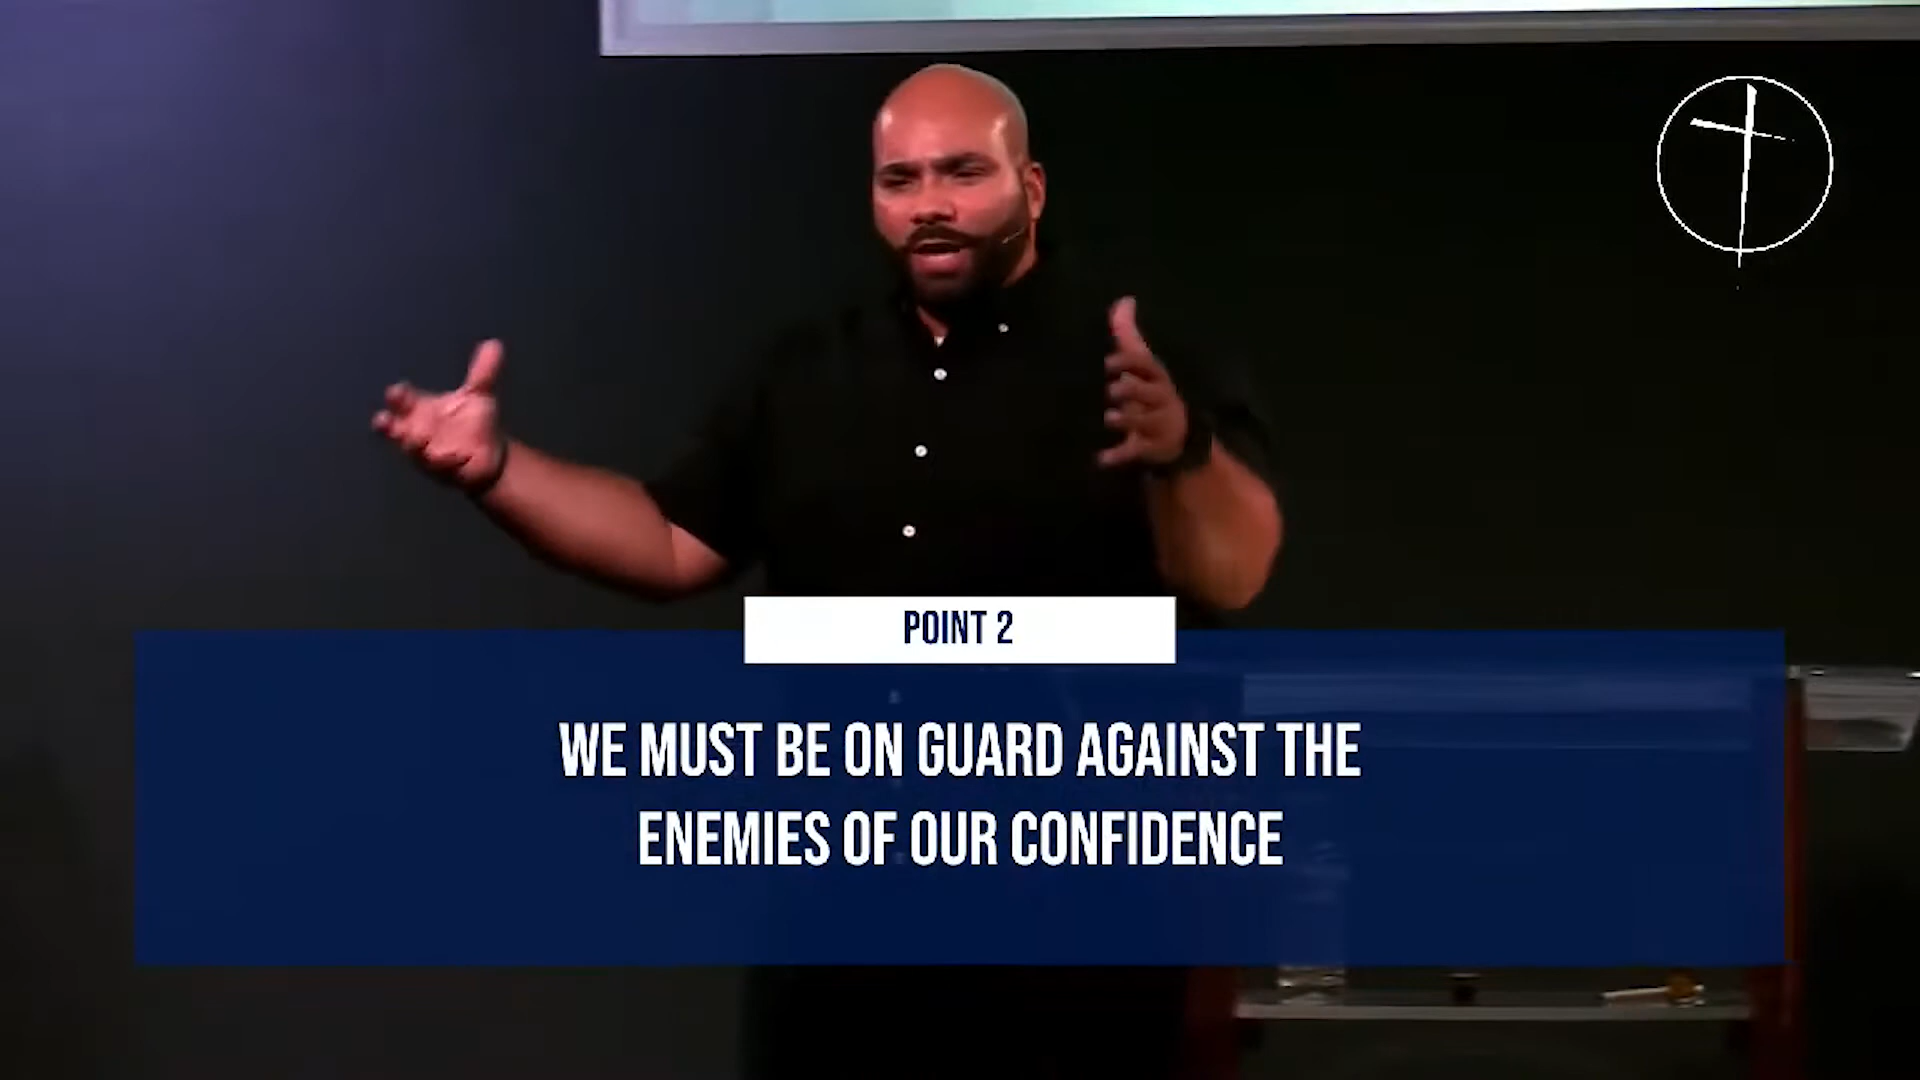 POINT 2
WE MUST BE ON GUARD AGAINST THE
ENEMIES OF OUR CONFIDENCE